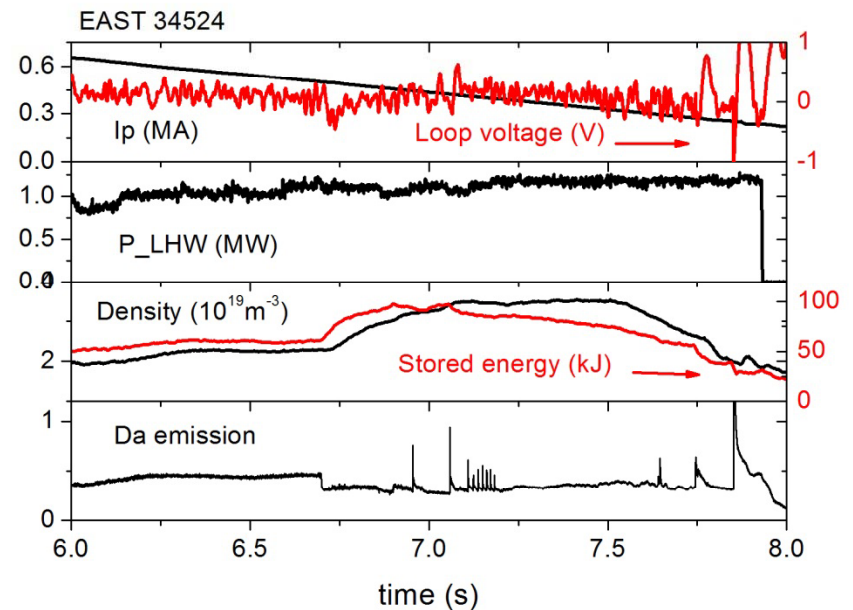 EAST 34524
0.6
0.3
0.0
Ip (MA)
Loop voltage (V)
1
0
-1
1.0
0.5
0.0
P_LHW (MW)
4
2
Density (10¹⁹m⁻³)
Stored energy (kJ)
100
50
0
1
0
Da emission
6.0 6.5 7.0 7.5 8.0
time (s)